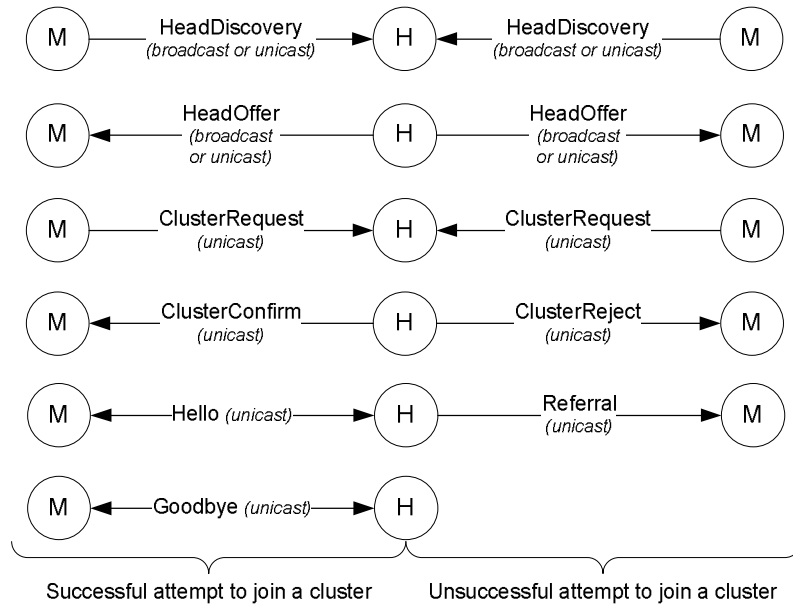 M HeadDiscovery H HeadDiscovery M
(broadcast or unicast) (broadcast or unicast)
M HeadOffer H HeadOffer M
(broadcast (broadcast
or unicast) or unicast)
M ClusterRequest H ClusterRequest M
(unicast) (unicast)
M ClusterConfirm H ClusterReject M
(unicast) (unicast)
M Hello (unicast) H Referral M
(unicast)
M Goodbye (unicast) H
Successful attempt to join a cluster Unsuccessful attempt to join a cluster